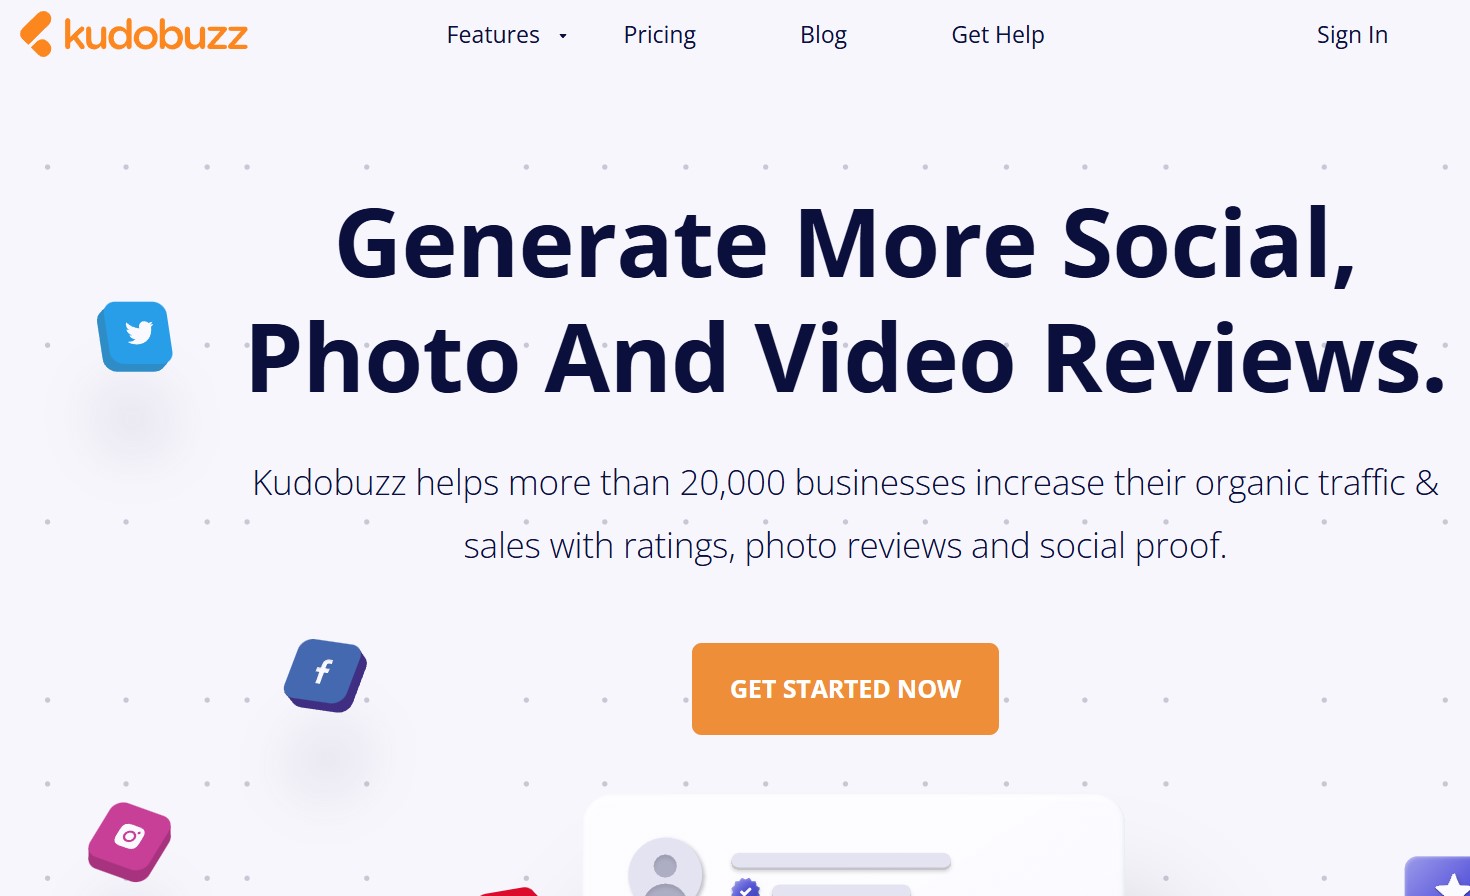 kudobuzz
Features
Pricing
Blog
Get Help
Sign In
Generate More Social,
Photo And Video Reviews.
Kudobuzz helps more than 20,000 businesses increase their organic traffic &
sales with ratings, photo reviews and social proof.
GET STARTED NOW